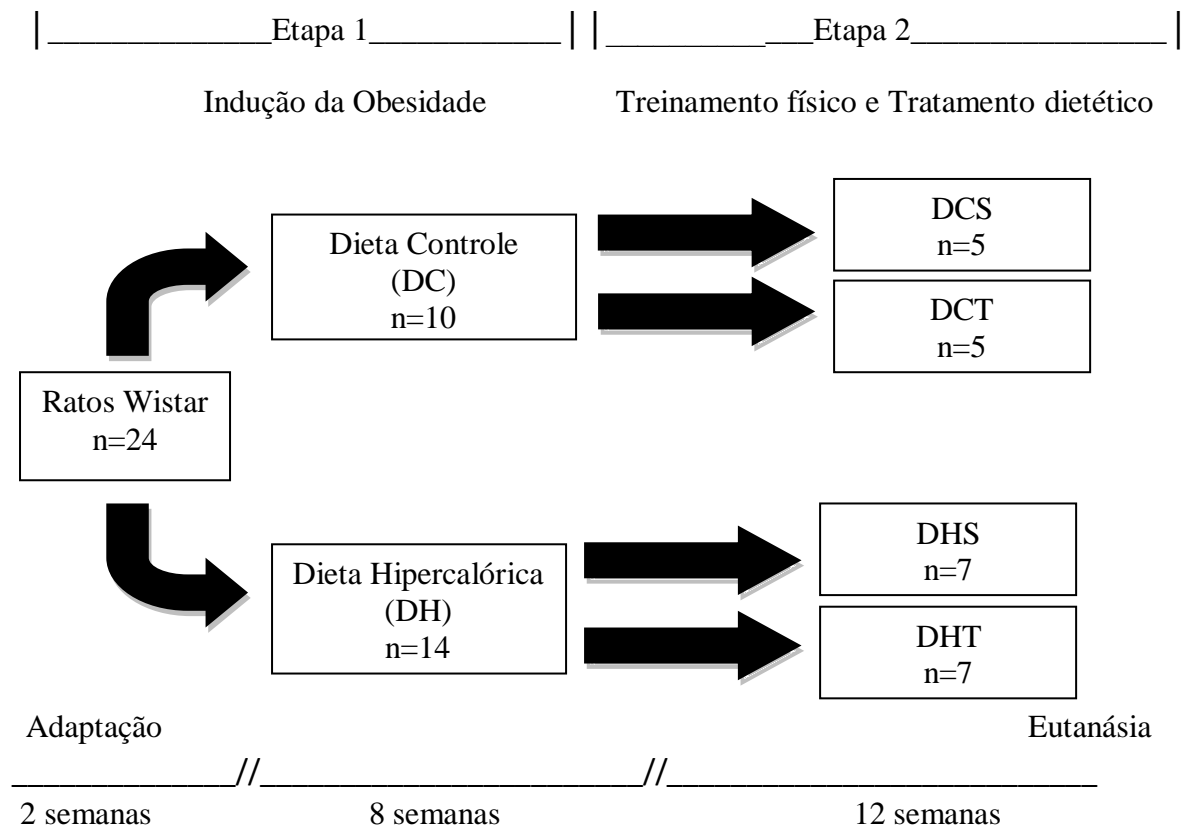 |______________Etapa 1____________| |_____________Etapa 2________________|
Indução da Obesidade
Treinamento físico e Tratamento dietético
Dieta Controle
(DC)
n=10
DCS
n=5
DCT
n=5
Ratos Wistar
n=24
Dieta Hipercalórica
(DH)
n=14
DHS
n=7
DHT
n=7
Adaptação
Eutanásia
______________//________________________//___________________________
2 semanas
8 semanas
12 semanas